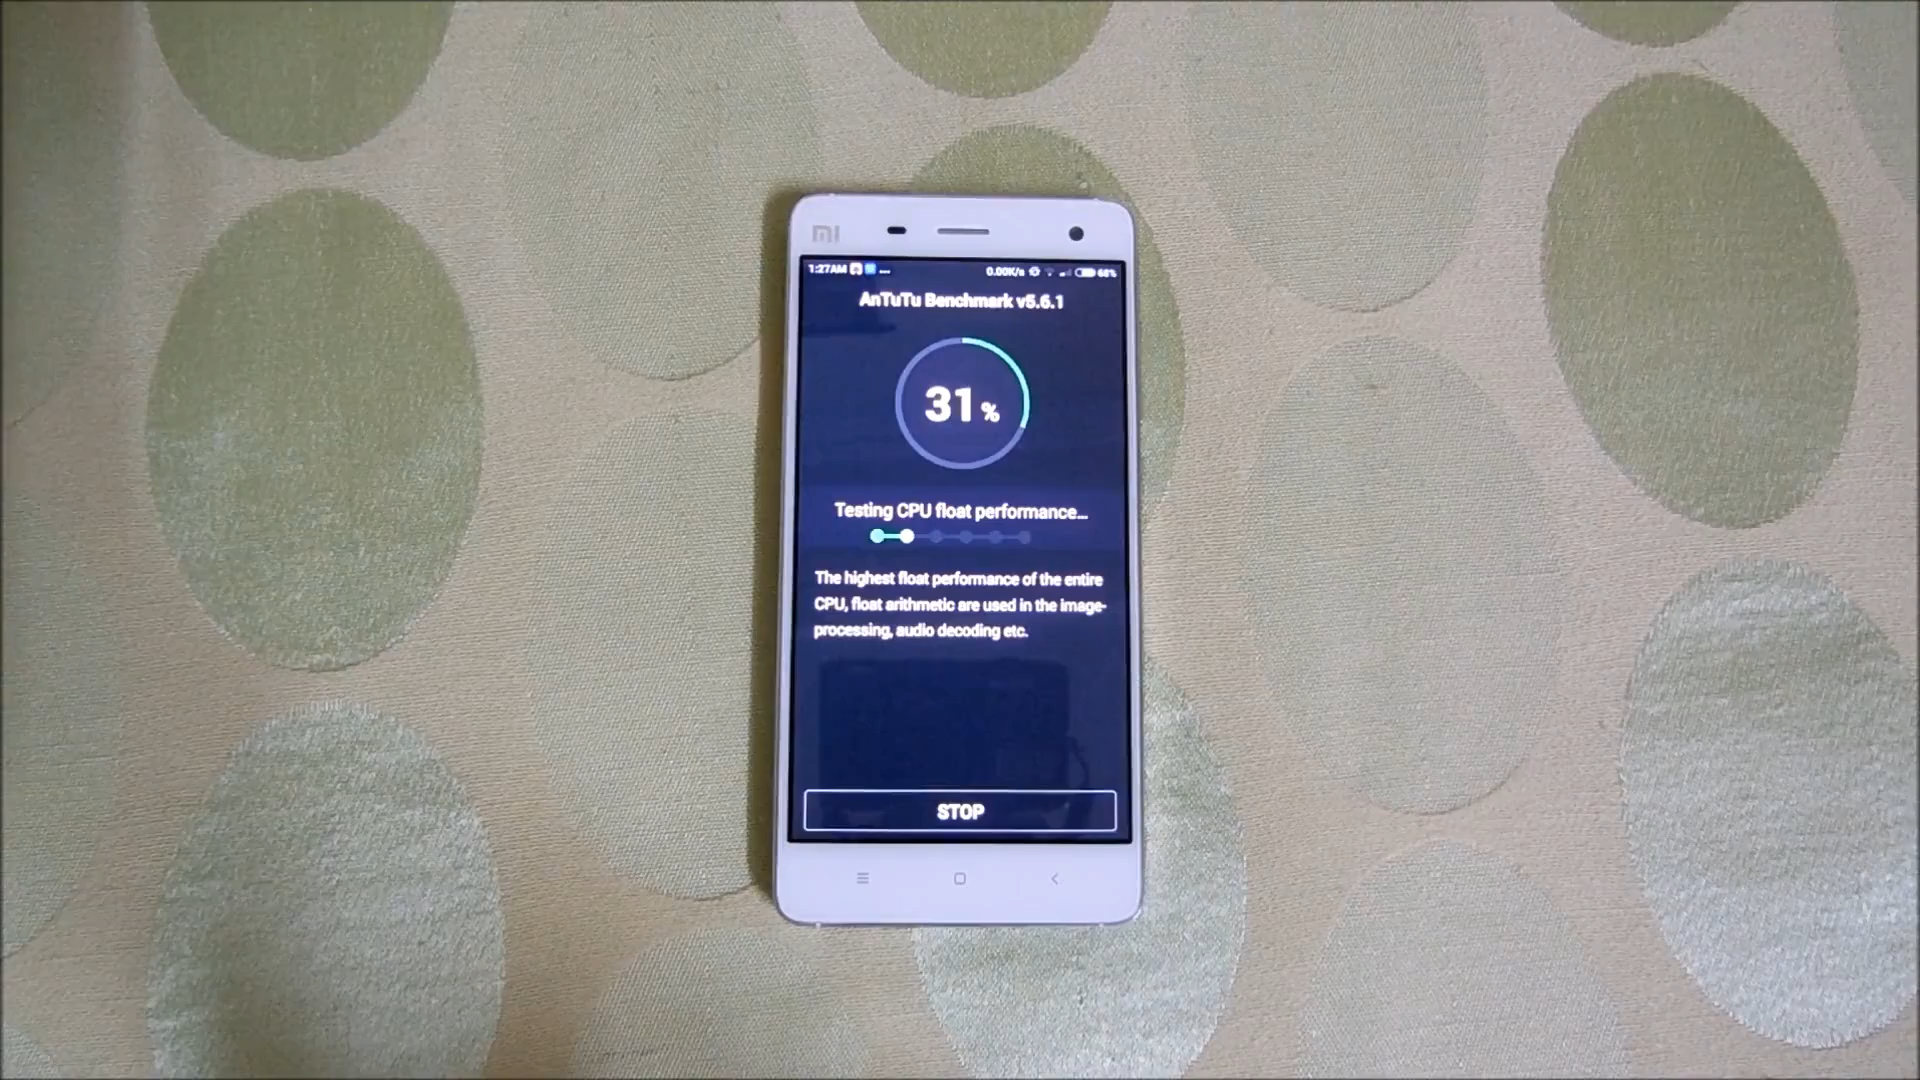 MI
1:27AM ... 0.00K/s 68%
AnTuTu Benchmark v5.6.1
31 %
Testing CPU float performance...
The highest float performance of the entire
CPU, float arithmetic are used in the image-
processing, audio decoding etc.
STOP